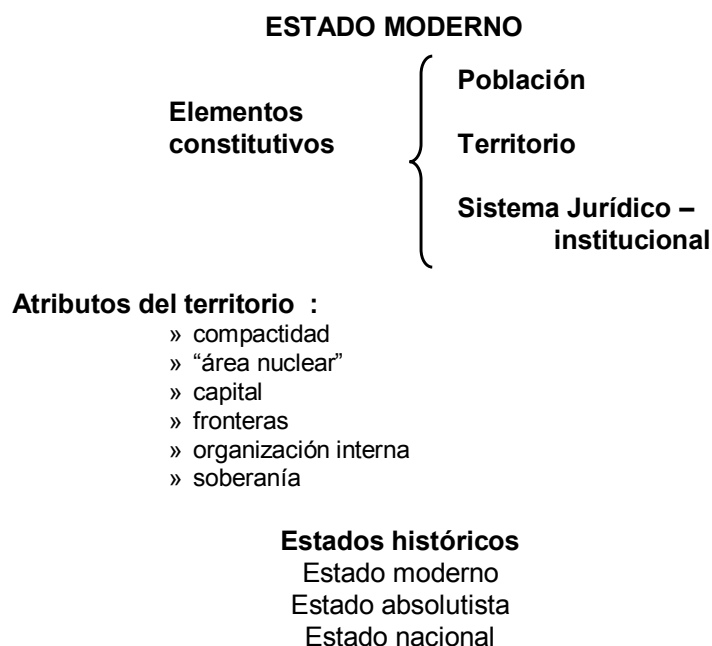 ESTADO MODERNO
Elementos
constitutivos
Población
Territorio
Sistema Jurídico –
institucional
Atributos del territorio :
» compactidad
» “área nuclear”
» capital
» fronteras
» organización interna
» soberanía
Estados históricos
Estado moderno
Estado absolutista
Estado nacional